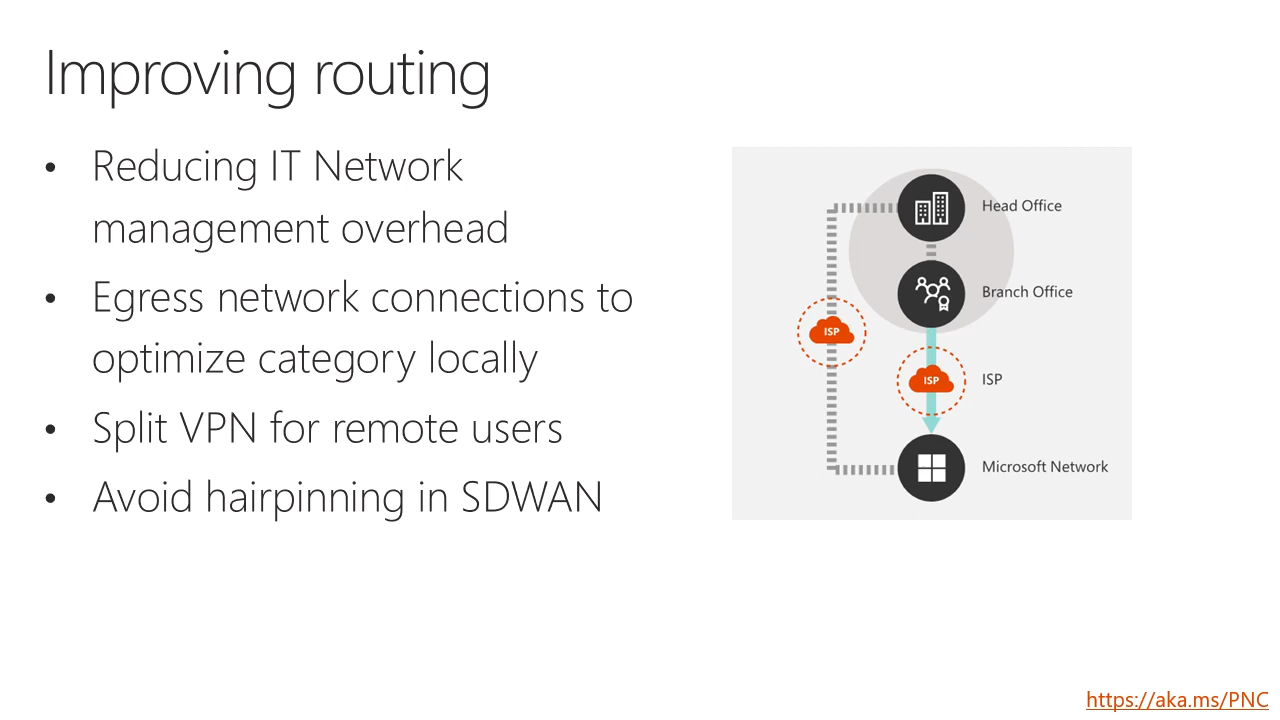 Improving routing
• Reducing IT Network
management overhead
• Egress network connections to
optimize category locally
• Split VPN for remote users
• Avoid hairpinning in SDWAN
Head Office
Branch Office
ISP
ISP
ISP
Microsoft Network
https://aka.ms/PNC